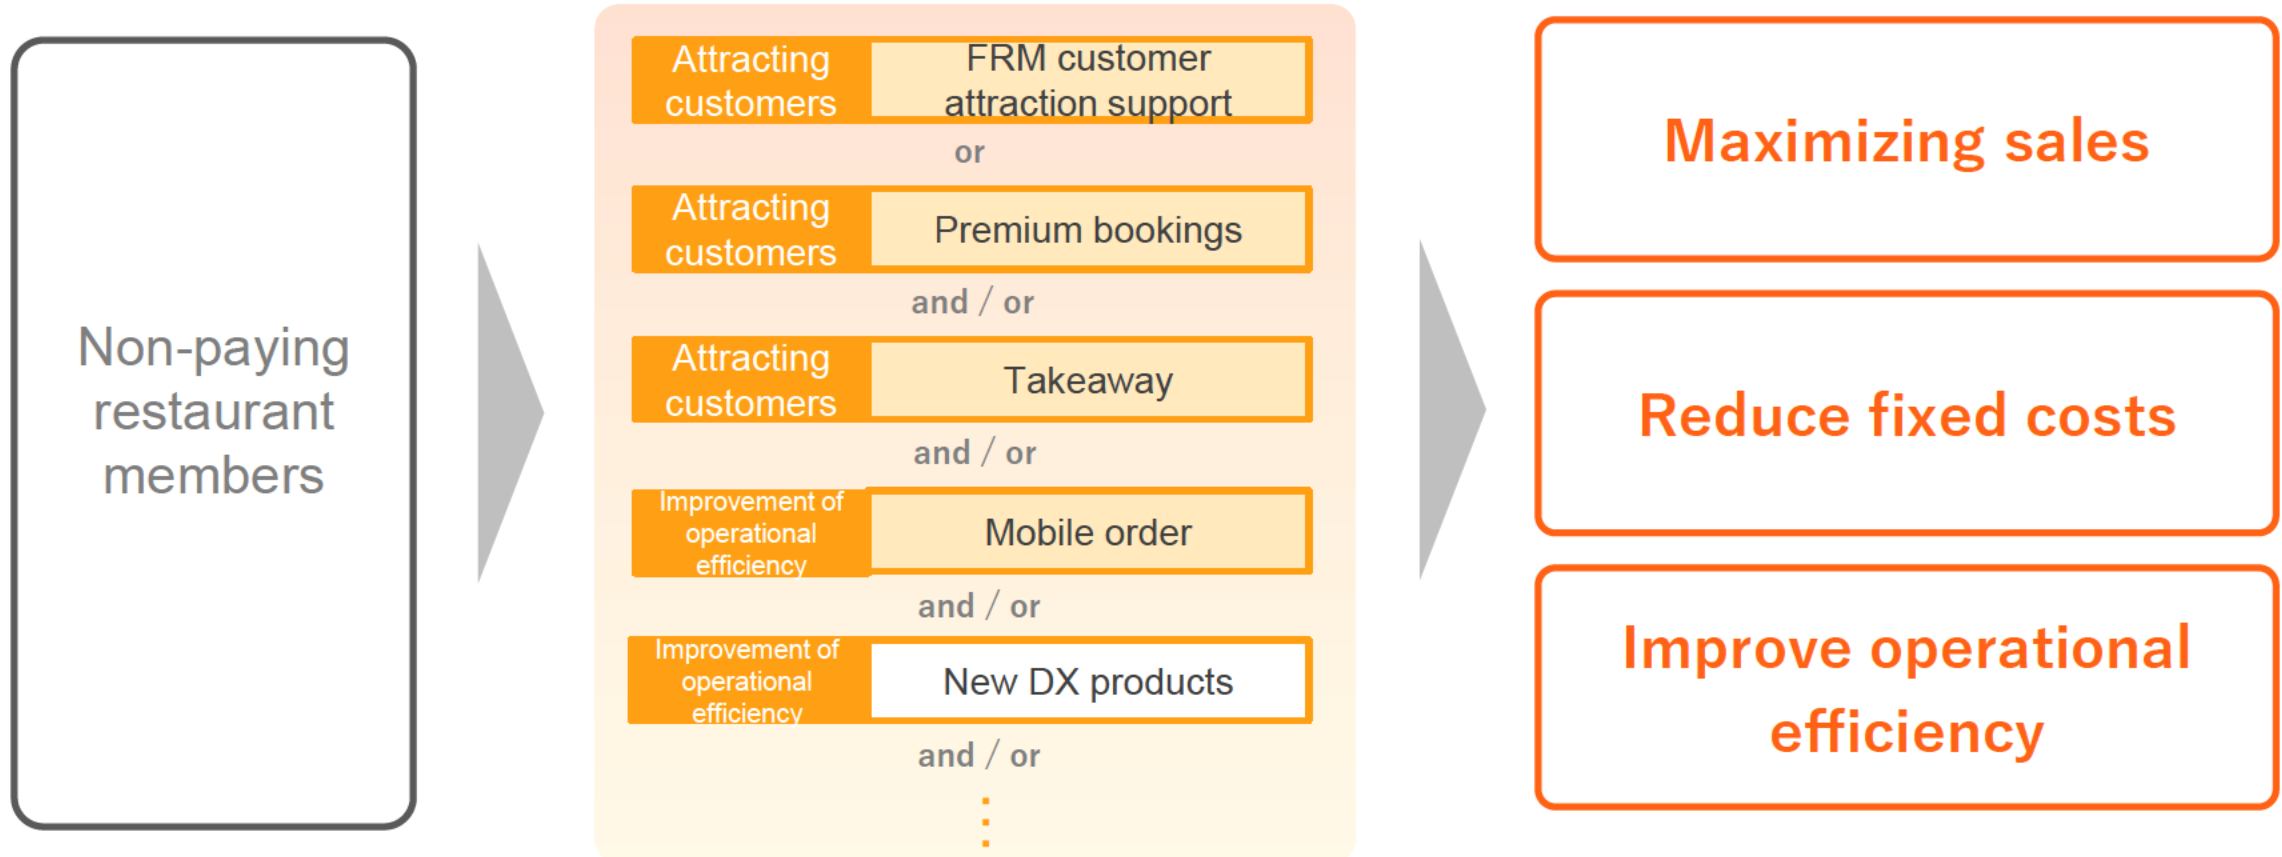 Non-paying
restaurant
members
Attracting
customers
FRM customer
attraction support
or
Attracting
customers
Premium bookings
and / or
Attracting
customers
Takeaway
and / or
Improvement of
operational
efficiency
Mobile order
and / or
Improvement of
operational
efficiency
New DX products
and / or
Maximizing sales
Reduce fixed costs
Improve operational
efficiency